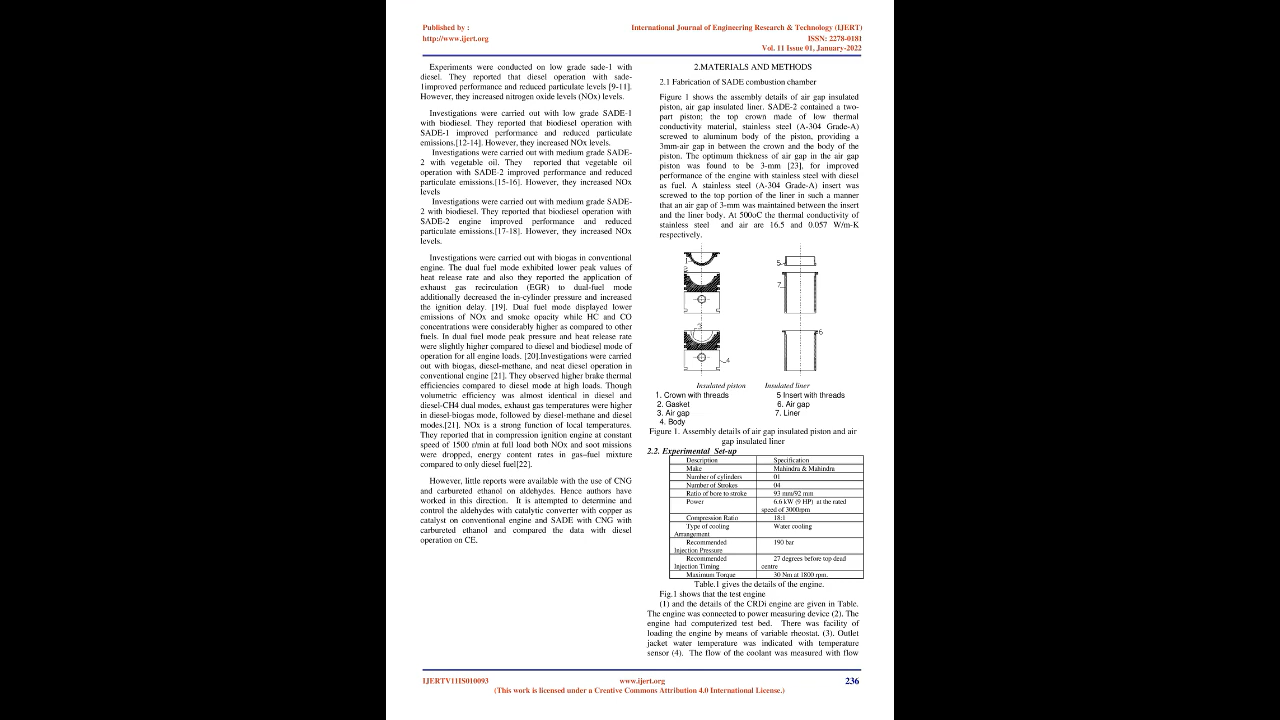 Published by :
http://www.ijert.org
International Journal of Engineering Research & Technology (IJERT)
ISSN: 2278-0181
Vol. 11 Issue 01, January-2022
Experiments were conducted on low grade sade-1 with
diesel. They reported that diesel operation with sade-
1improved performance and reduced particulate levels [9-11].
However, they increased nitrogen oxide levels (NOx) levels.
Investigations were carried out with low grade SADE-1
with biodiesel. They reported that biodiesel operation with
SADE-1 improved performance and reduced particulate
emissions.[12-14]. However, they increased NOx levels.
Investigations were carried out with medium grade SADE-
2 with vegetable oil. They reported that vegetable oil
operation with SADE-2 improved performance and reduced
particulate emissions.[15-16]. However, they increased NOx
levels
Investigations were carried out with medium grade SADE-
2 with biodiesel. They reported that biodiesel operation with
SADE-2 engine improved performance and reduced
particulate emissions.[17-18]. However, they increased NOx
levels.
Investigations were carried out with biogas in conventional
engine. The dual fuel mode exhibited lower peak values of
heat release rate and also they reported the application of
exhaust gas recirculation (EGR) to dual-fuel mode
additionally decreased the in-cylinder pressure and increased
the ignition delay. [19]. Dual fuel mode displayed lower
emissions of NOx and smoke opacity while HC and CO
concentrations were considerably higher as compared to other
fuels. In dual fuel mode peak pressure and heat release rate
were slightly higher compared to diesel and biodiesel mode of
operation for all engine loads. [20].Investigations were carried
out with biogas, diesel-methane, and neat diesel operation in
conventional engine [21]. They observed higher brake thermal
efficiencies compared to diesel mode at high loads. Though
volumetric efficiency was almost identical in diesel and
diesel-CH4 dual modes, exhaust gas temperatures were higher
in diesel-biogas mode, followed by diesel-methane and diesel
modes.[21]. NOx is a strong function of local temperatures.
They reported that in compression ignition engine at constant
speed of 1500 r/min at full load both NOx and soot missions
were dropped, energy content rates in gas–fuel mixture
compared to only diesel fuel[22].
However, little reports were available with the use of CNG
and carbureted ethanol on aldehydes. Hence authors have
worked in this direction. It is attempted to determine and
control the aldehydes with catalytic converter with copper as
catalyst on conventional engine and SADE with CNG with
carbureted ethanol and compared the data with diesel
operation on CE.
2.MATERIALS AND METHODS
2.1 Fabrication of SADE combustion chamber
Figure 1 shows the assembly details of air gap insulated
piston, air gap insulated liner. SADE-2 contained a two-
part piston; the top crown made of low thermal
conductivity material, stainless steel (A-304 Grade-A)
screwed to aluminum body of the piston, providing a
3mm-air gap in between the crown and the body of the
piston. The optimum thickness of air gap in the air gap
piston was found to be 3-mm [23], for improved
performance of the engine with stainless steel with diesel
as fuel. A stainless steel (A-304 Grade-A) insert was
screwed to the top portion of the liner in such a manner
that an air gap of 3-mm was maintained between the insert
and the liner body. At 500oC the thermal conductivity of
stainless steel and air are 16.5 and 0.057 W/m-K
respectively.
1
2
3
4
5
7
6
Insulated piston Insulated liner
1. Crown with threads 5 Insert with threads
2. Gasket 6. Air gap
3. Air gap 7. Liner
4. Body
Figure 1. Assembly details of air gap insulated piston and air
gap insulated liner
2.2. Experimental Set-up
Description Specification
Make Mahindra & Mahindra
Number of cylinders 01
Number of Strokes 04
Ratio of bore to stroke 93 mm/92 mm
Power 6.6 kW (9 HP) at the rated
speed of 3000rpm
Compression Ratio 18:1
Type of cooling Water cooling
Arrangement
Recommended 190 bar
Injection Pressure
Recommended 27 degrees before top dead
Injection Timing centre
Maximum Torque 30 Nm at 1800 rpm.
Table.1 gives the details of the engine.
Fig.1 shows that the test engine
(1) and the details of the CRDi engine are given in Table.
The engine was connected to power measuring device (2). The
engine had computerized test bed. There was facility of
loading the engine by means of variable rheostat. (3). Outlet
jacket water temperature was indicated with temperature
sensor (4). The flow of the coolant was measured with flow
IJERTV11IS010093
www.ijert.org
236
(This work is licensed under a Creative Commons Attribution 4.0 International License.)